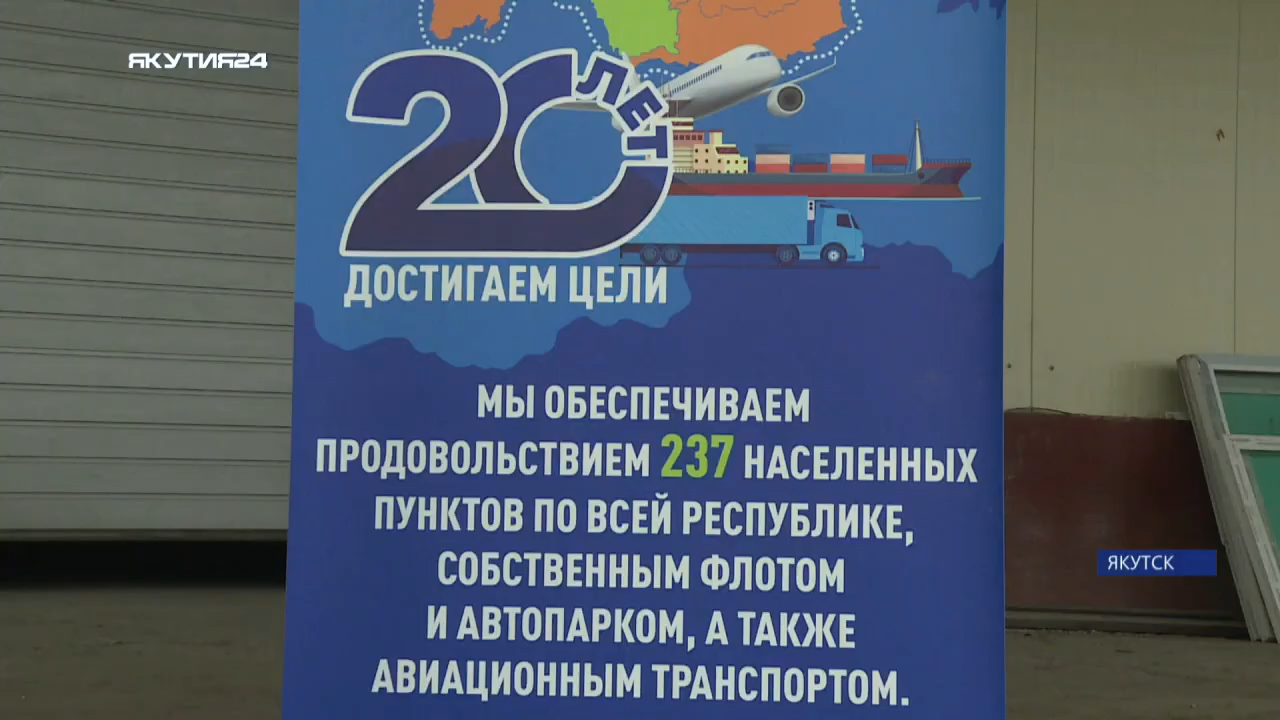 ЯКУТИЯ24
20 ЛЕТ
ДОСТИГАЕМ ЦЕЛИ
МЫ ОБЕСПЕЧИВАЕМ
ПРОДОВОЛЬСТВИЕМ 237 НАСЕЛЕННЫХ
ПУНКТОВ ПО ВСЕЙ РЕСПУБЛИКЕ,
СОБСТВЕННЫМ ФЛОТОМ
И АВТОПАРКОМ, А ТАКЖЕ
АВИАЦИОННЫМ ТРАНСПОРТОМ.
ЯКУТСК